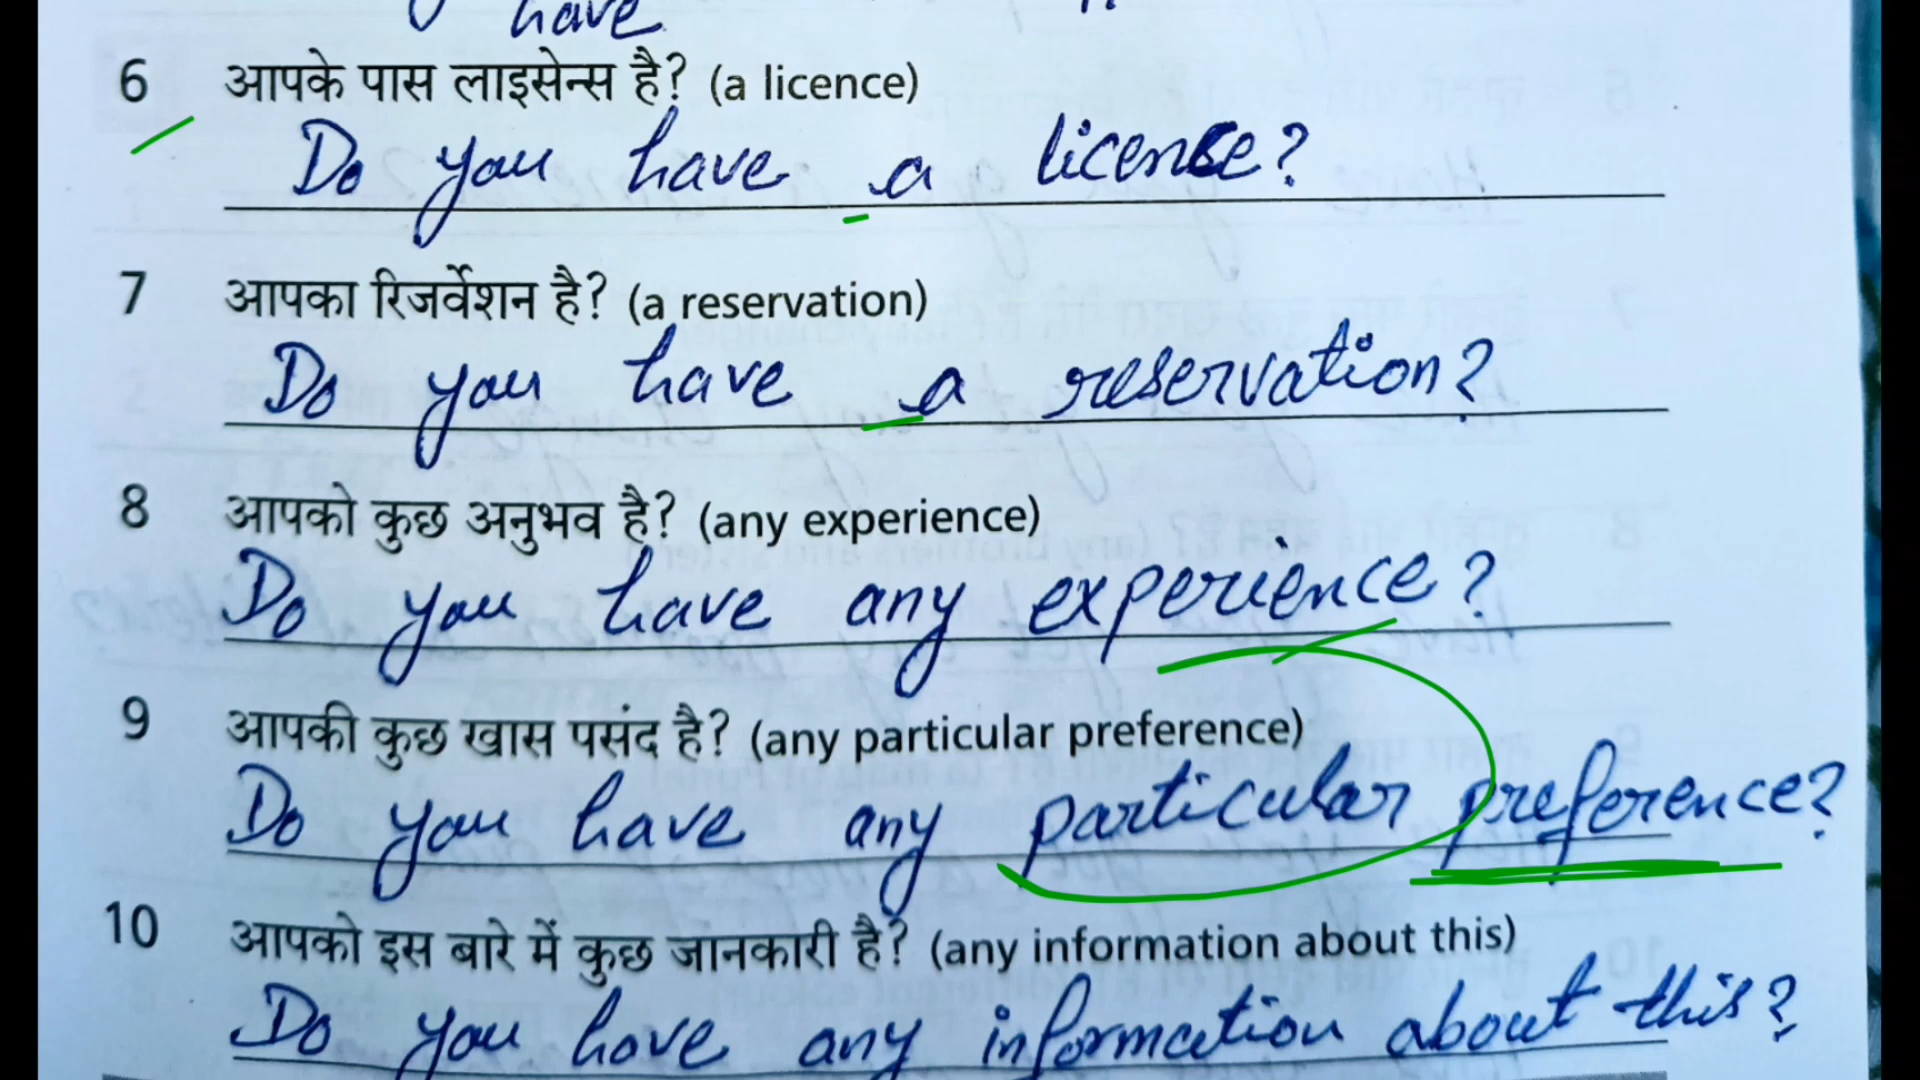 have
6 आपके पास लाइसेन्स है? (a licence)
Do you have a license?
7 आपका रिजर्वेशन है? (a reservation)
Do you have a reservation?
8 आपको कुछ अनुभव है? (any experience)
Do you have any experience?
9 आपकी कुछ खास पसंद है? (any particular preference)
Do you have any particular preference?
10 आपको इस बारे में कुछ जानकारी है? (any information about this)
Do you have any information about this?